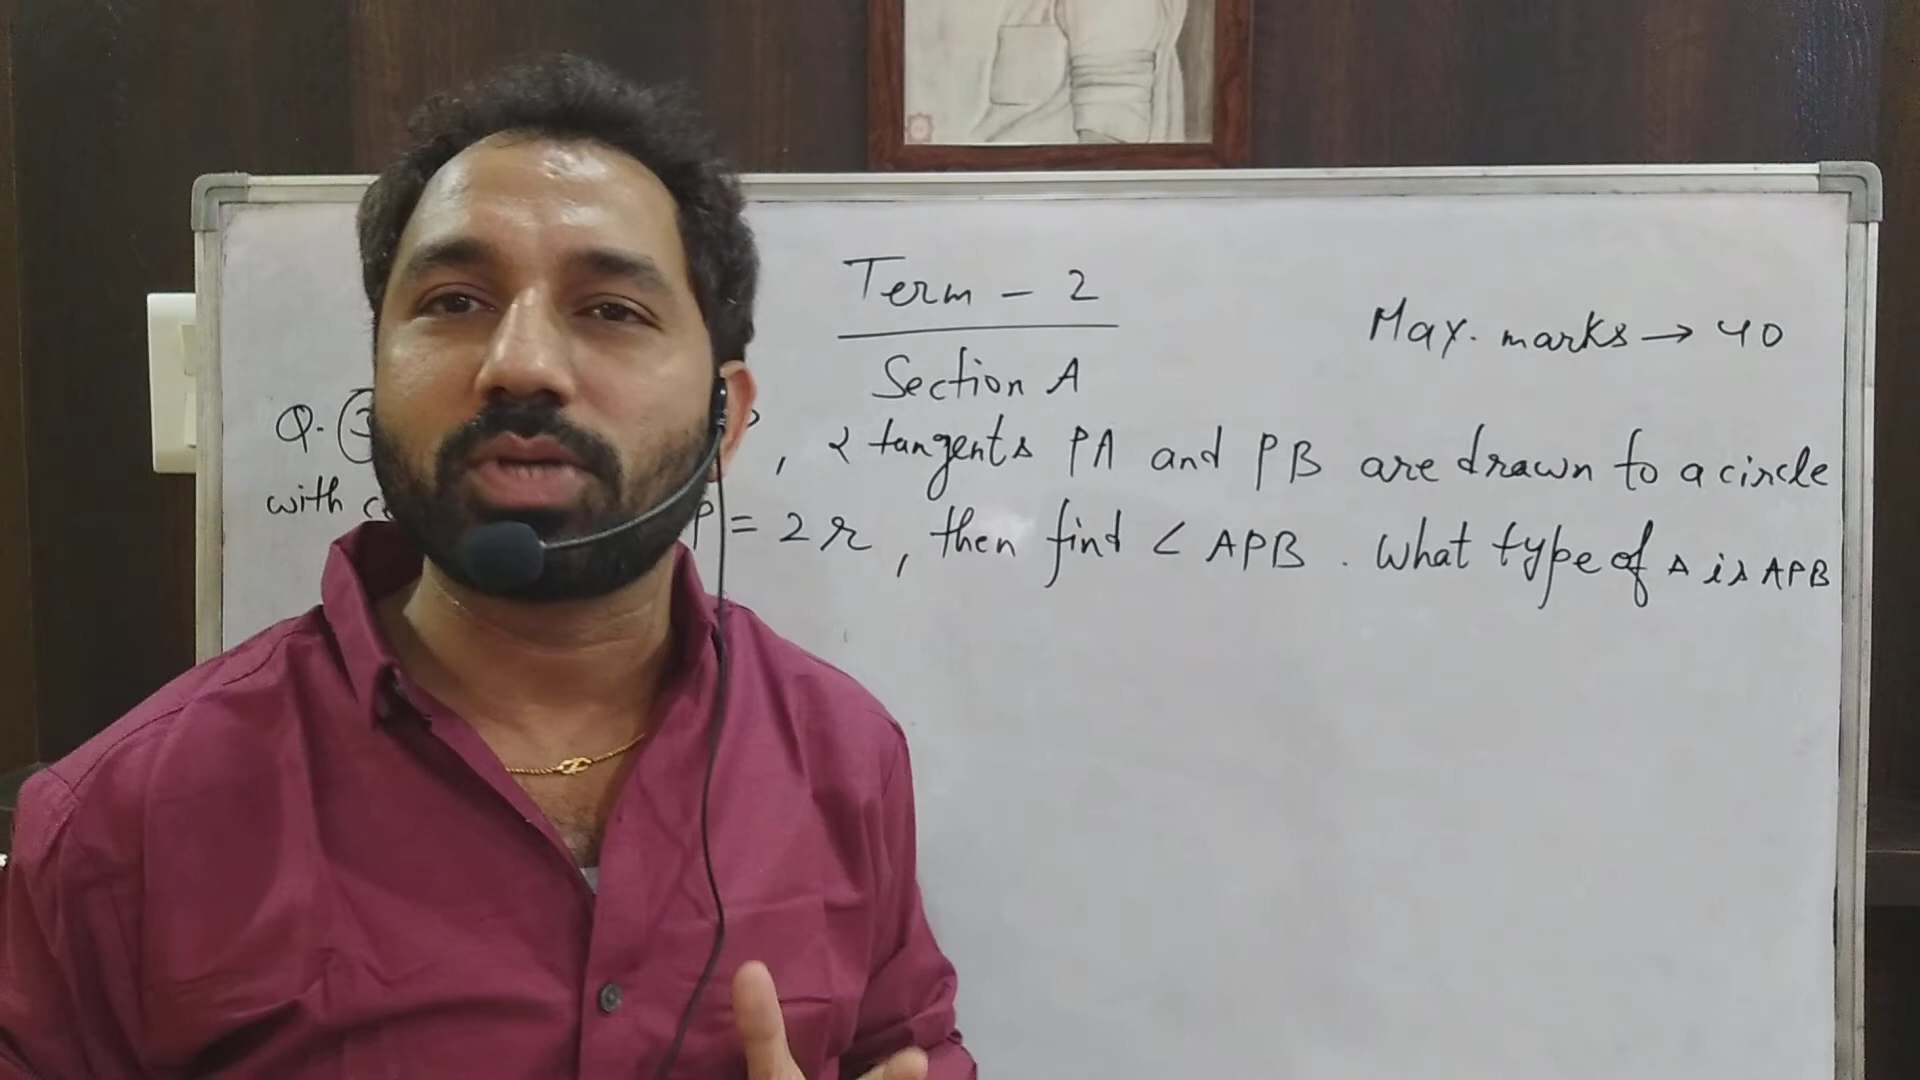 Term - 2
Section A
Max. marks → 40
Q. , 2 tangents PA and PB are drawn to a circle
with P = 2r, then find ∠ APB. What type of Δ is APB